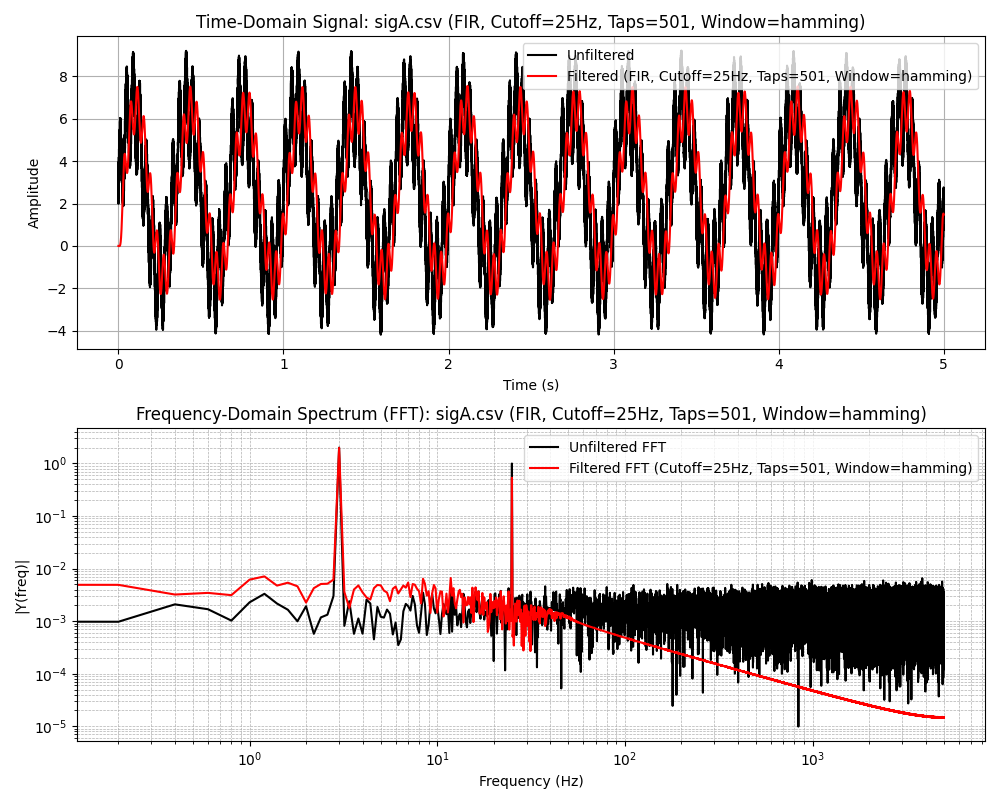 Time-Domain Signal: sigA.csv (FIR, Cutoff=25Hz, Taps=501, Window=hamming)
Unfiltered
Filtered (FIR, Cutoff=25Hz, Taps=501, Window=hamming)
Amplitude
8
6
4
2
0
−2
−4
0 1 2 3 4 5
Time (s)
Frequency-Domain Spectrum (FFT): sigA.csv (FIR, Cutoff=25Hz, Taps=501, Window=hamming)
Unfiltered FFT
Filtered FFT (Cutoff=25Hz, Taps=501, Window=hamming)
|Y(freq)|
10⁰
10⁻¹
10⁻²
10⁻³
10⁻⁴
10⁻⁵
10⁰ 10¹ 10² 10³
Frequency (Hz)